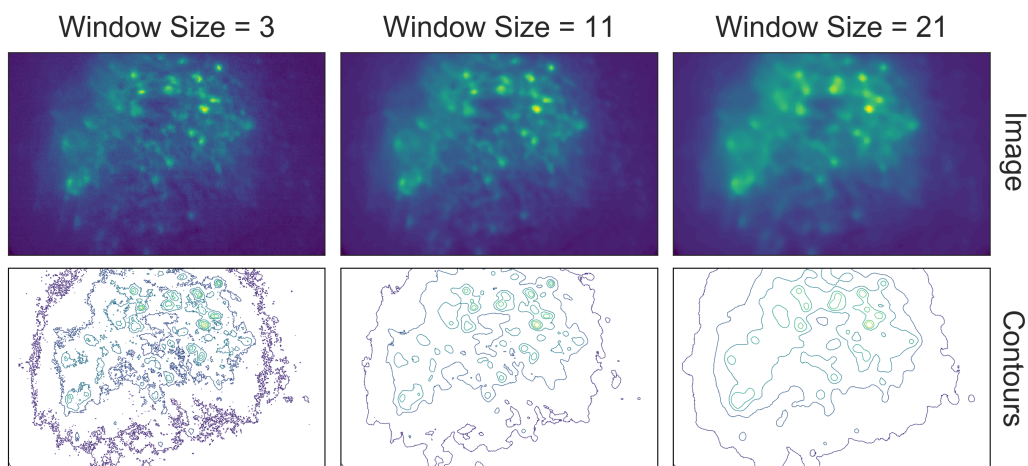 Window Size = 3
Window Size = 11
Window Size = 21
Image
Contours